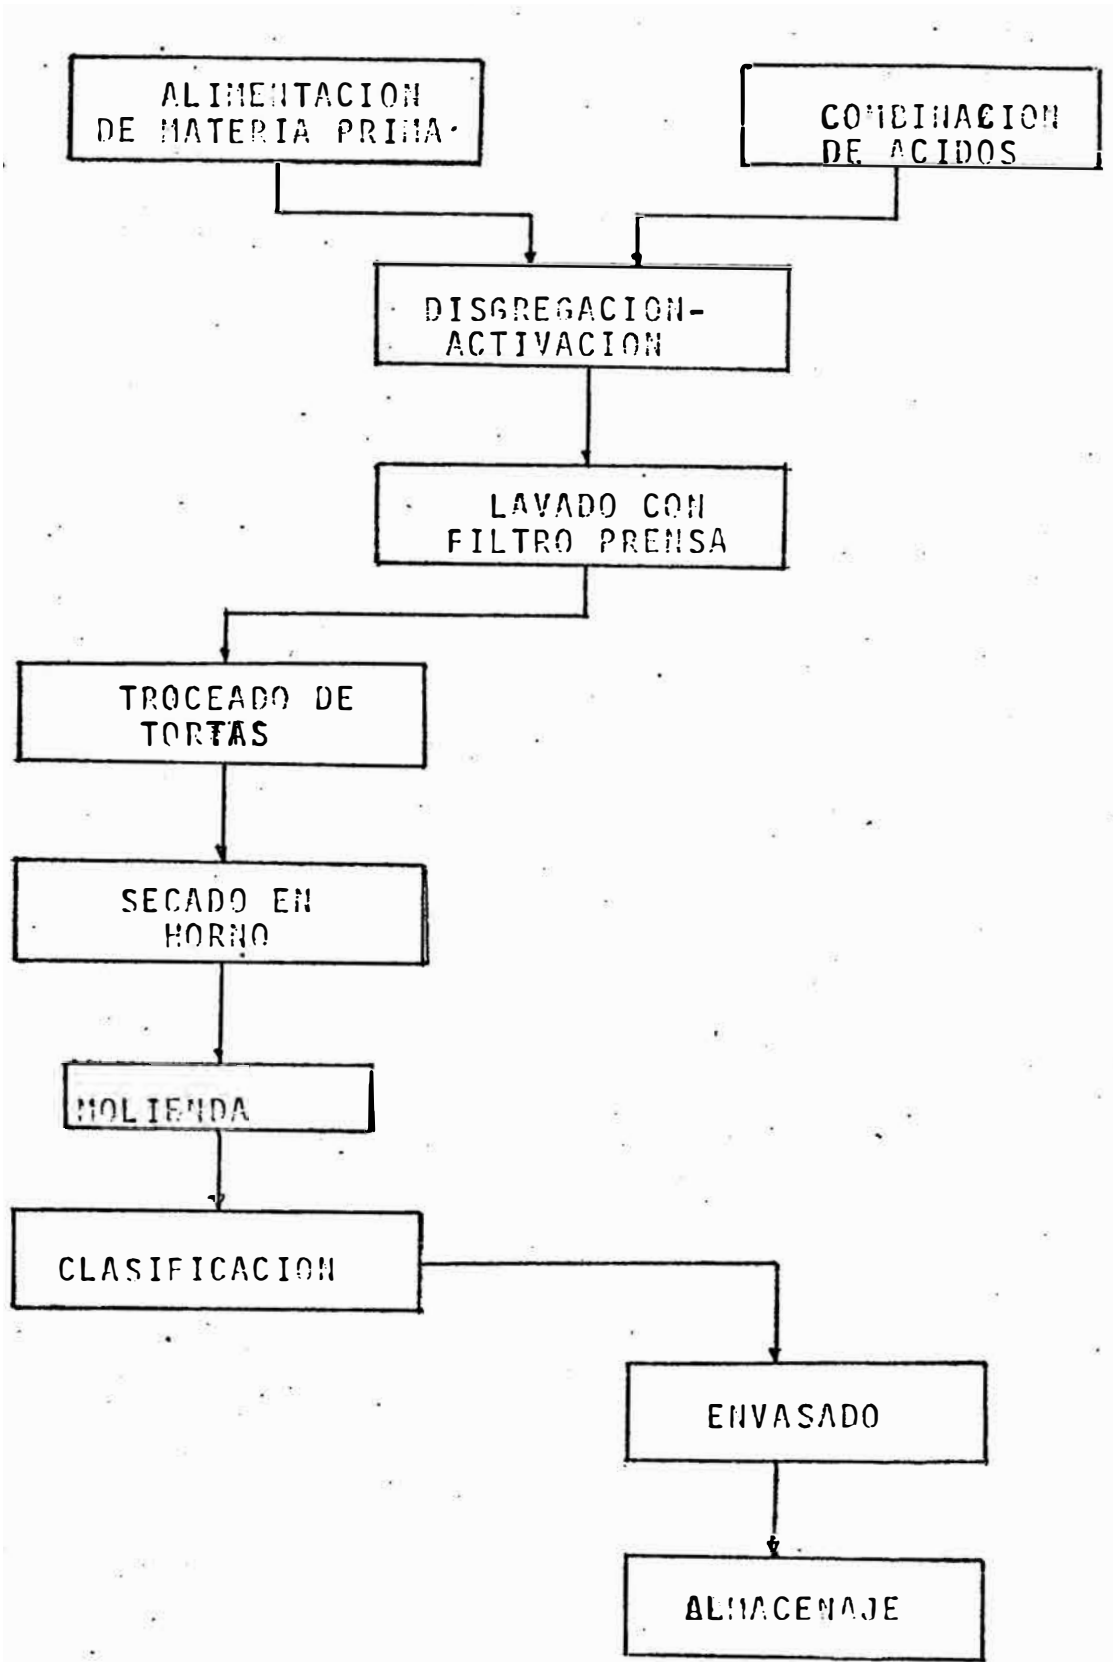 ALIMENTACION
DE MATERIA PRIMA
COMBINACION
DE ACIDOS
DISGREGACION-
ACTIVACION
LAVADO CON
FILTRO PRENSA
TROCEADO DE
TORTAS
SECADO EN
HORNO
MOLIENDA
CLASIFICACION
ENVASADO
ALMACENAJE